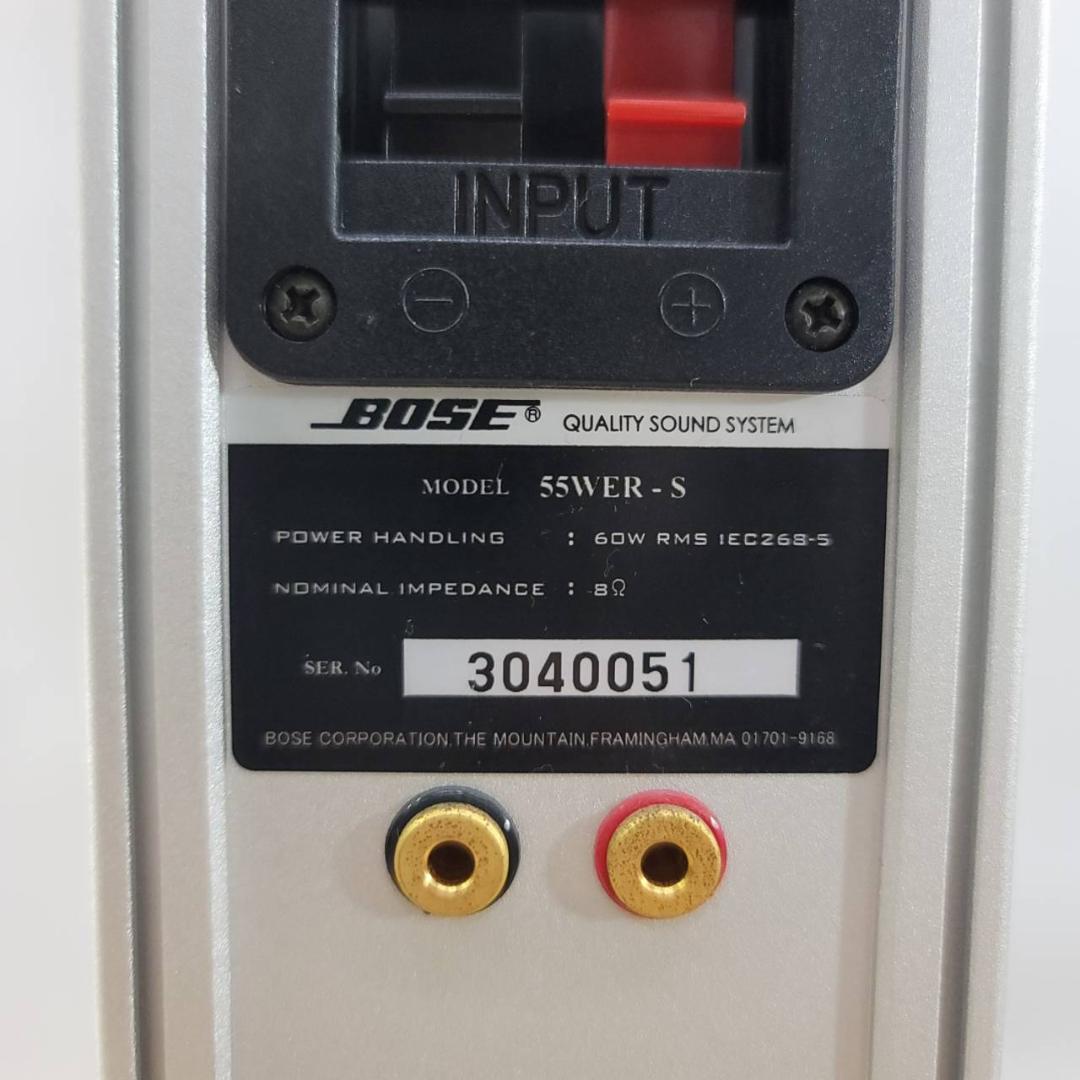 INPUT
− +
BOSE® QUALITY SOUND SYSTEM
MODEL 55WER - S
POWER HANDLING : 60W RMS IEC268-5
NOMINAL IMPEDANCE : 8Ω
SER. No 3040051
BOSE CORPORATION,THE MOUNTAIN,FRAMINGHAM,MA 01701-9168